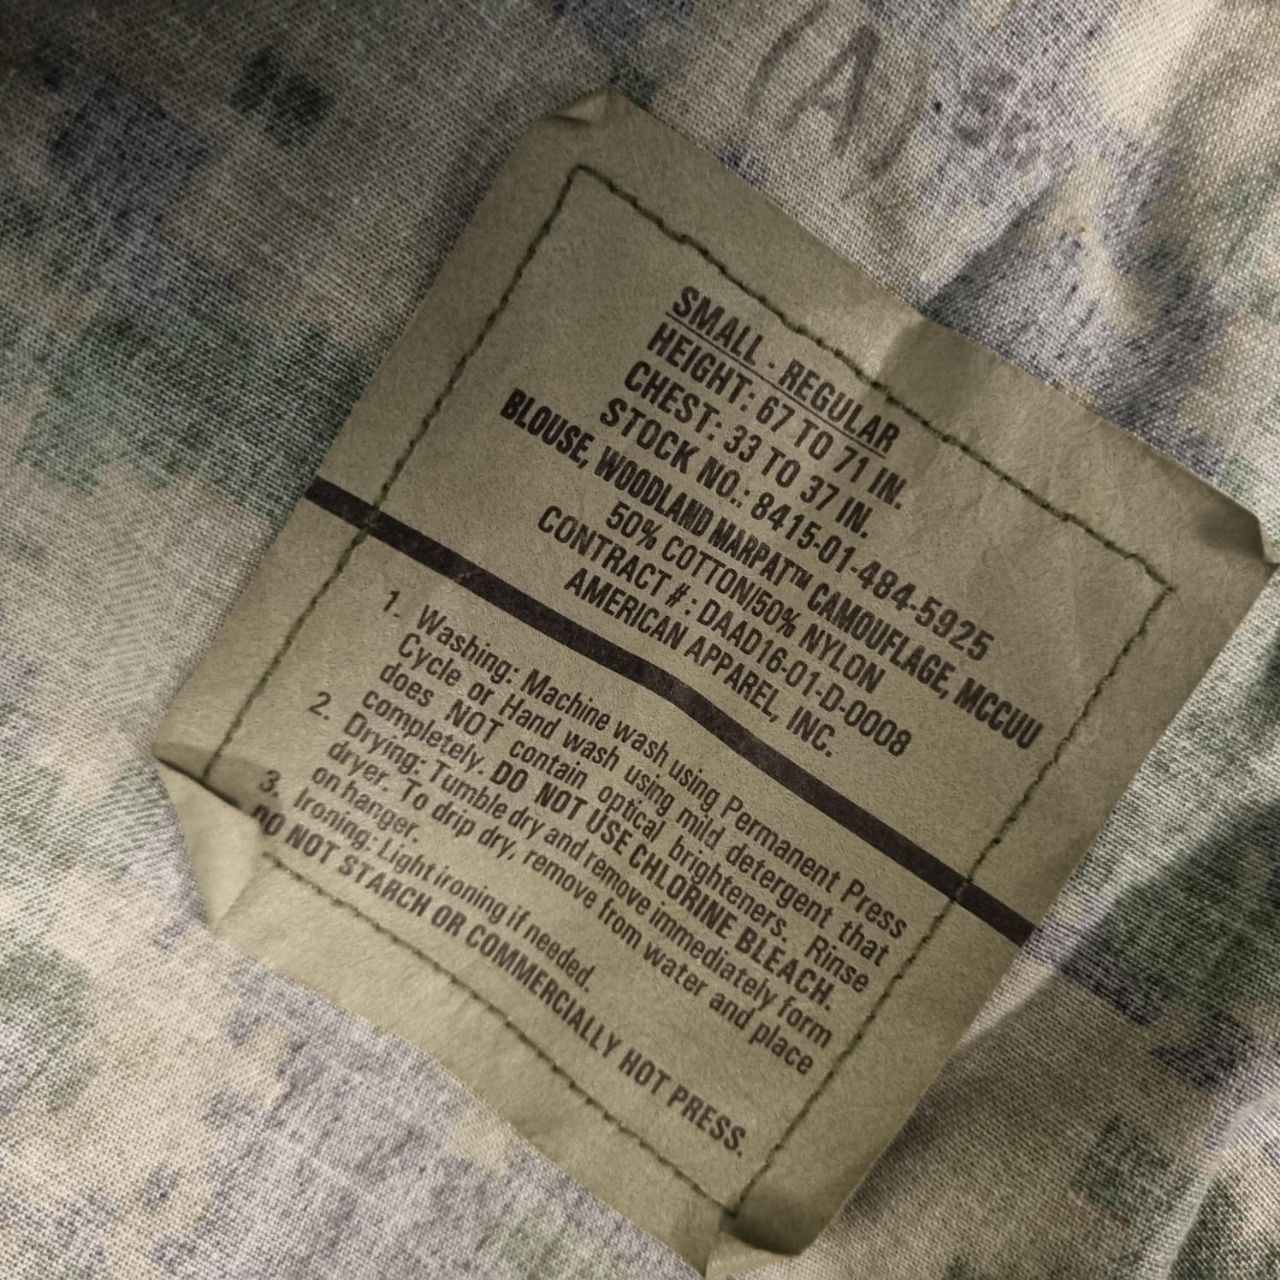 (A)
SMALL - REGULAR
HEIGHT: 67 TO 71 IN.
CHEST: 33 TO 37 IN.
STOCK NO.: 8415-01-484-5925
BLOUSE, WOODLAND MARPAT™ CAMOUFLAGE, MCCUU
50% COTTON/50% NYLON
CONTRACT #: DAAD16-01-D-0008
AMERICAN APPAREL, INC.
1. Washing: Machine wash using Permanent Press
Cycle or Hand wash using mild detergent that
does NOT contain optical brighteners. Rinse
completely. DO NOT USE CHLORINE BLEACH.
2. Drying: Tumble dry and remove immediately form
dryer. To drip dry, remove from water and place
on hanger.
3. Ironing: Light ironing if needed.
DO NOT STARCH OR COMMERCIALLY HOT PRESS.